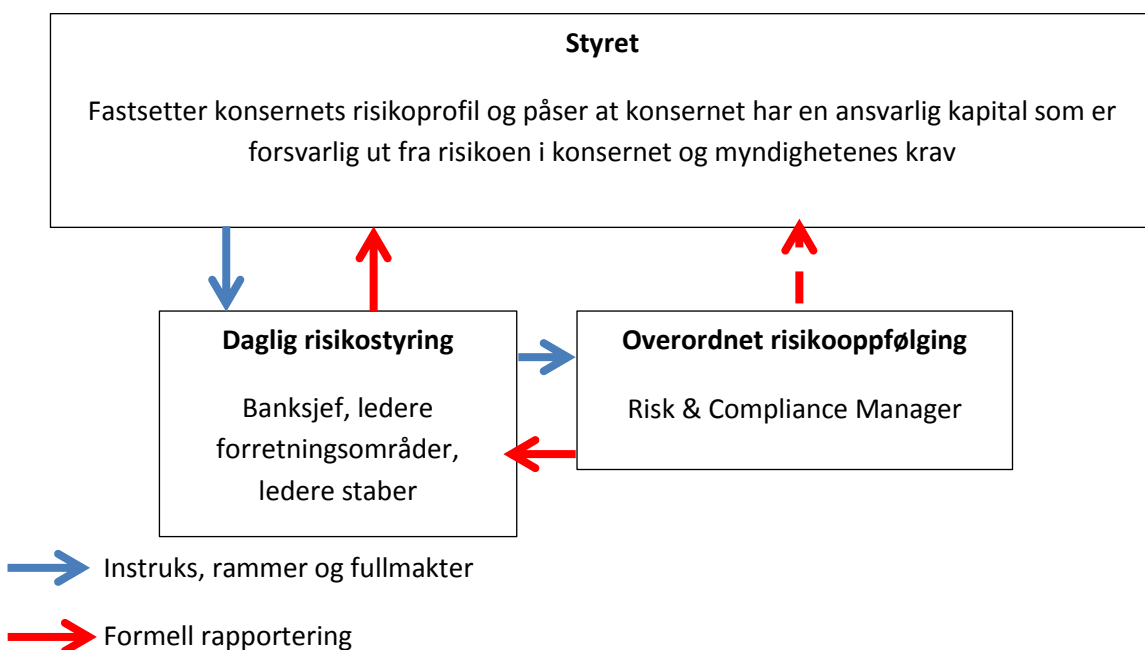 Styret
Fastsetter konsernets risikoprofil og påser at konsernet har en ansvarlig kapital som er
forsvarlig ut fra risikoen i konsernet og myndighetenes krav
Daglig risikostyring
Banksjef, ledere
forretningsområder,
ledere staber
Overordnet risikooppfølging
Risk & Compliance Manager
Instruks, rammer og fullmakter
Formell rapportering